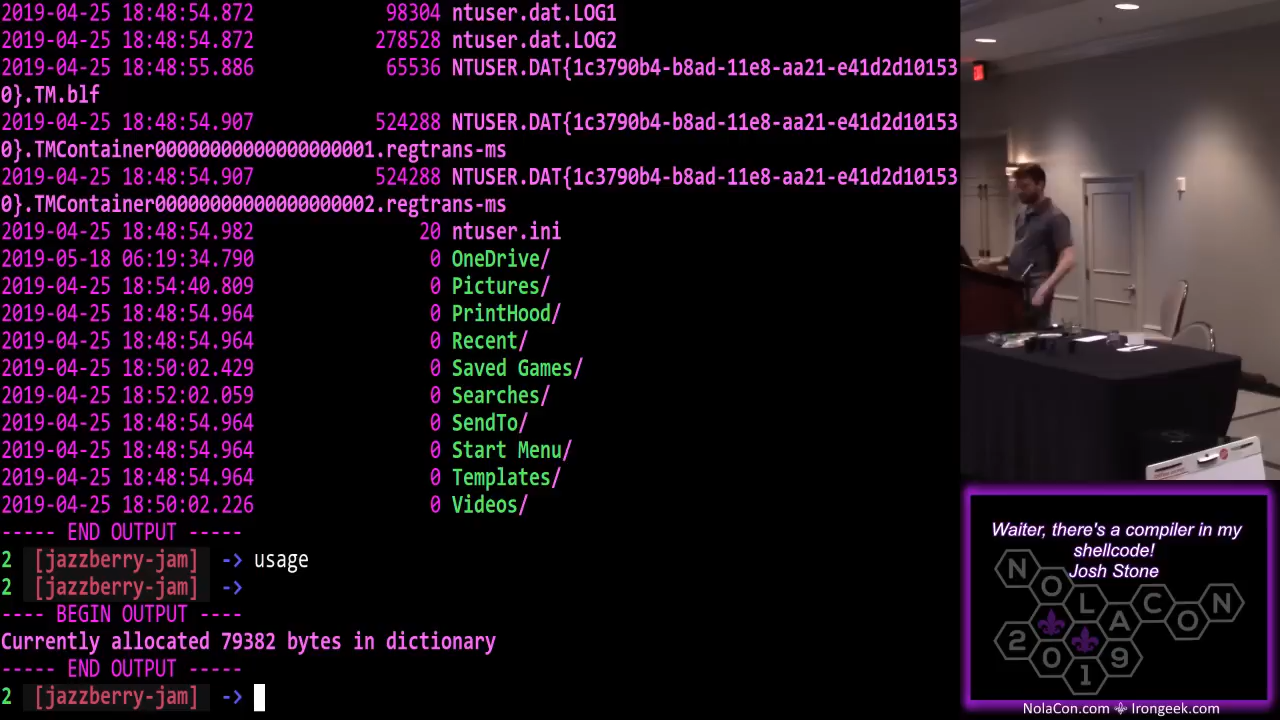 2019-04-25 18:48:54.872 98304 ntuser.dat.LOG1
2019-04-25 18:48:54.872 278528 ntuser.dat.LOG2
2019-04-25 18:48:55.886 65536 NTUSER.DAT{1c3790b4-b8ad-11e8-aa21-e41d2d10153
0}.TM.blf
2019-04-25 18:48:54.907 524288 NTUSER.DAT{1c3790b4-b8ad-11e8-aa21-e41d2d10153
0}.TMContainer00000000000000000001.regtrans-ms
2019-04-25 18:48:54.907 524288 NTUSER.DAT{1c3790b4-b8ad-11e8-aa21-e41d2d10153
0}.TMContainer00000000000000000002.regtrans-ms
2019-04-25 18:48:54.982 20 ntuser.ini
2019-05-18 06:19:34.790 0 OneDrive/
2019-04-25 18:54:40.809 0 Pictures/
2019-04-25 18:48:54.964 0 PrintHood/
2019-04-25 18:48:54.964 0 Recent/
2019-04-25 18:50:02.429 0 Saved Games/
2019-04-25 18:52:02.059 0 Searches/
2019-04-25 18:48:54.964 0 SendTo/
2019-04-25 18:48:54.964 0 Start Menu/
2019-04-25 18:48:54.964 0 Templates/
2019-04-25 18:50:02.226 0 Videos/
----- END OUTPUT -----
2 [jazzberry-jam] -> usage
2 [jazzberry-jam] ->
---- BEGIN OUTPUT ----
Currently allocated 79382 bytes in dictionary
----- END OUTPUT -----
2 [jazzberry-jam] ->
Waiter, there's a compiler in my
shellcode!
Josh Stone
NOLACON
2019
NolaCon.com Irongeek.com